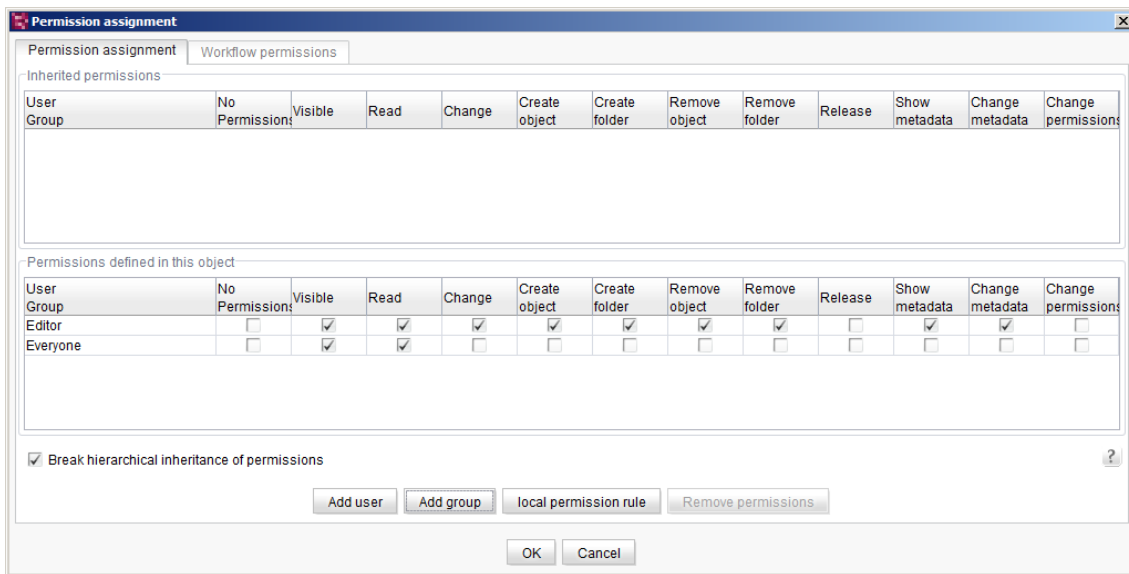 Permission assignment
Permission assignment Workflow permissions
Inherited permissions
User Group No Permissions Visible Read Change Create object Create folder Remove object Remove folder Release Show metadata Change metadata Change permissions
Permissions defined in this object
User Group No Permissions Visible Read Change Create object Create folder Remove object Remove folder Release Show metadata Change metadata Change permissions
Editor
Everyone
Break hierarchical inheritance of permissions ?
Add user Add group local permission rule Remove permissions
OK Cancel